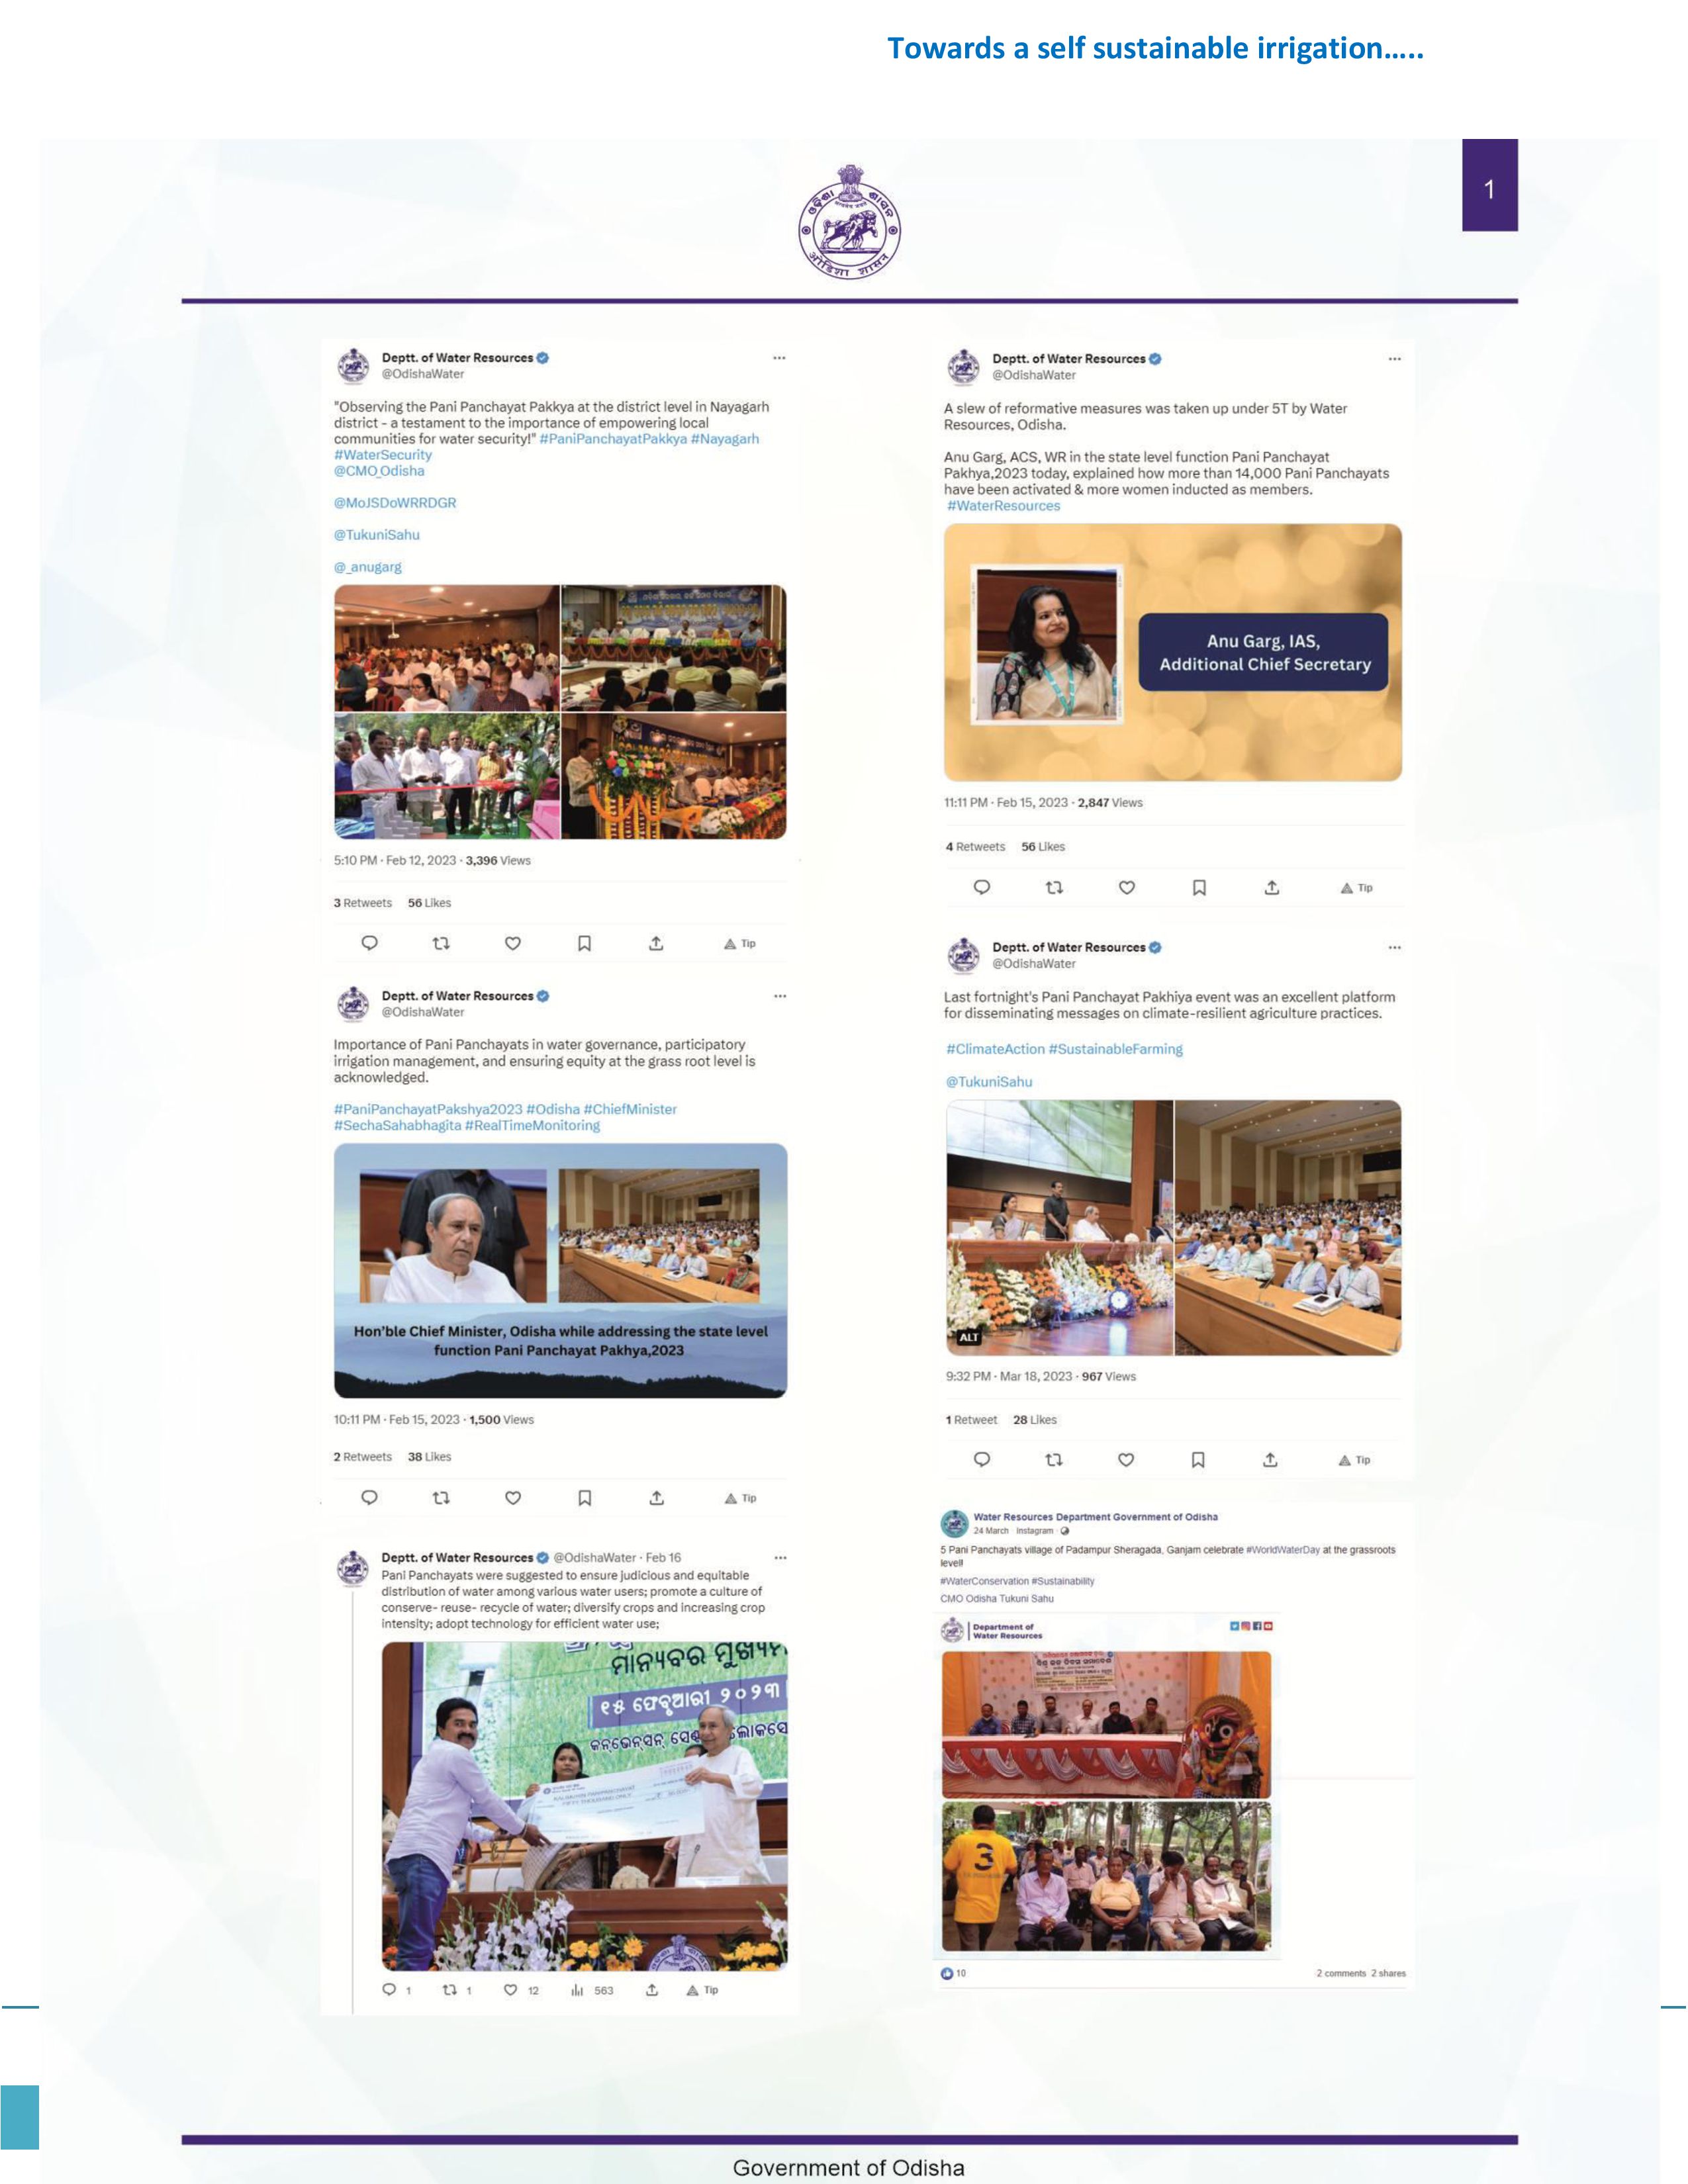 Towards a self sustainable irrigation.....
1
ଓଡ଼ିଶା ଶାସନ
ओडिशा शासन
Deptt. of Water Resources
@OdishaWater
"Observing the Pani Panchayat Pakkya at the district level in Nayagarh
district - a testament to the importance of empowering local
communities for water security!" #PaniPanchayatPakkya #Nayagarh
#WaterSecurity
@CMO_Odisha
@MoJSDoWRRDGR
@TukuniSahu
@_anugarg
5:10 PM · Feb 12, 2023 · 3,396 Views
3 Retweets 56 Likes
Tip
Deptt. of Water Resources
@OdishaWater
Importance of Pani Panchayats in water governance, participatory
irrigation management, and ensuring equity at the grass root level is
acknowledged.
#PaniPanchayatPakshya2023 #Odisha #ChiefMinister
#SechaSahabhagita #RealTimeMonitoring
Hon'ble Chief Minister, Odisha while addressing the state level
function Pani Panchayat Pakhya,2023
10:11 PM · Feb 15, 2023 · 1,500 Views
2 Retweets 38 Likes
Tip
Deptt. of Water Resources @OdishaWater · Feb 16
Pani Panchayats were suggested to ensure judicious and equitable
distribution of water among various water users; promote a culture of
conserve- reuse- recycle of water; diversify crops and increasing crop
intensity; adopt technology for efficient water use;
ମାନ୍ୟବର ମୁଖ୍ୟମ
୧୫ ଫେବୃଆରୀ ୨୦୨୩
କନ୍‌ଭେନ୍‌ସନ୍ ସେଣ୍ଟ ଲୋକସେ
1 1 12 563 Tip
Deptt. of Water Resources
@OdishaWater
A slew of reformative measures was taken up under 5T by Water
Resources, Odisha.
Anu Garg, ACS, WR in the state level function Pani Panchayat
Pakhya,2023 today, explained how more than 14,000 Pani Panchayats
have been activated & more women inducted as members.
#WaterResources
Anu Garg, IAS,
Additional Chief Secretary
11:11 PM · Feb 15, 2023 · 2,847 Views
4 Retweets 56 Likes
Tip
Deptt. of Water Resources
@OdishaWater
Last fortnight's Pani Panchayat Pakhiya event was an excellent platform
for disseminating messages on climate-resilient agriculture practices.
#ClimateAction #SustainableFarming
@TukuniSahu
ALT
9:32 PM · Mar 18, 2023 · 967 Views
1 Retweet 28 Likes
Tip
Water Resources Department Government of Odisha
24 March · Instagram ·
5 Pani Panchayats village of Padampur Sheragada, Ganjam celebrate #WorldWaterDay at the grassroots
level!
#WaterConservation #Sustainability
CMO Odisha Tukuni Sahu
Department of
Water Resources
3
10
2 comments 2 shares
Government of Odisha